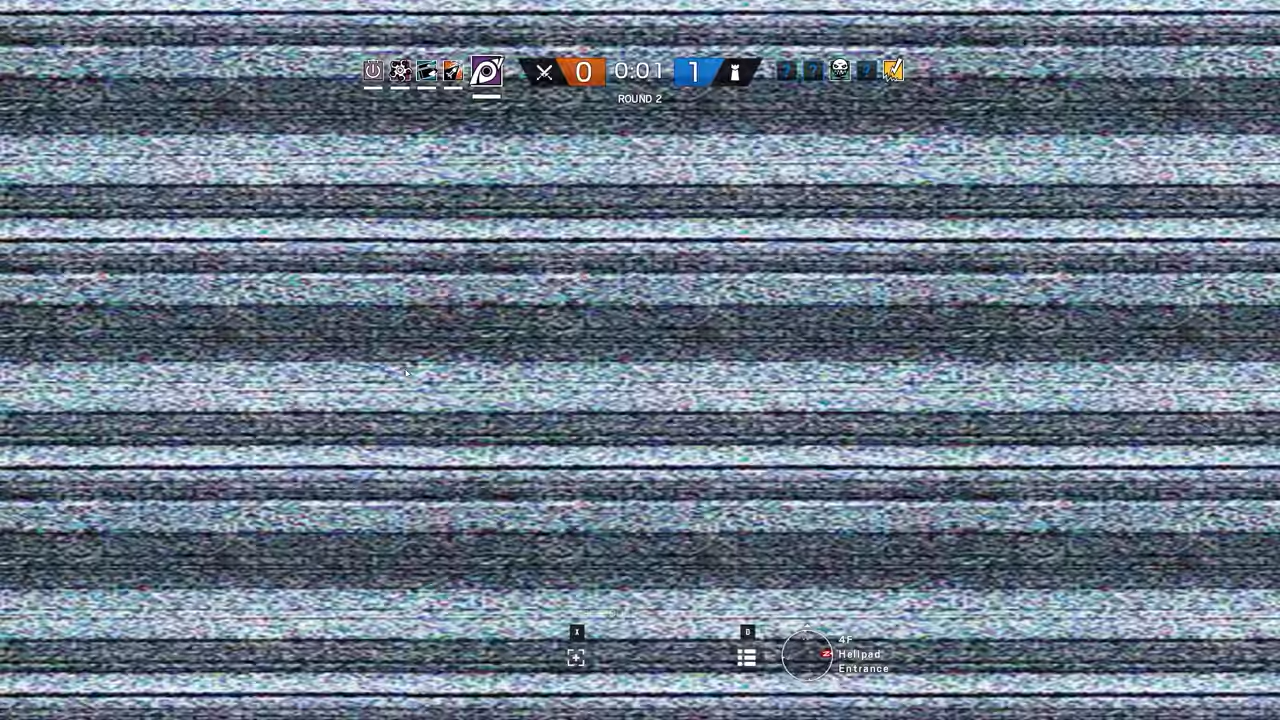 0 0:01 1
ROUND 2
? ? ?
X
D
4F
Helipad
Entrance